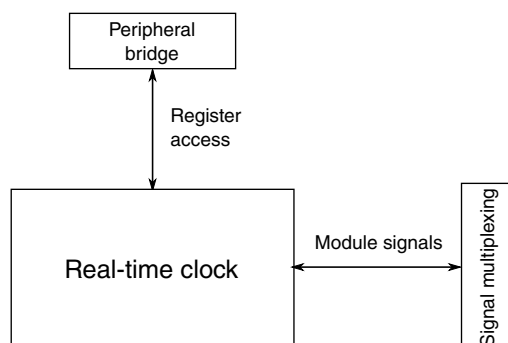 Peripheral
bridge
Register
access
Real-time clock
Module signals
Signal multiplexing